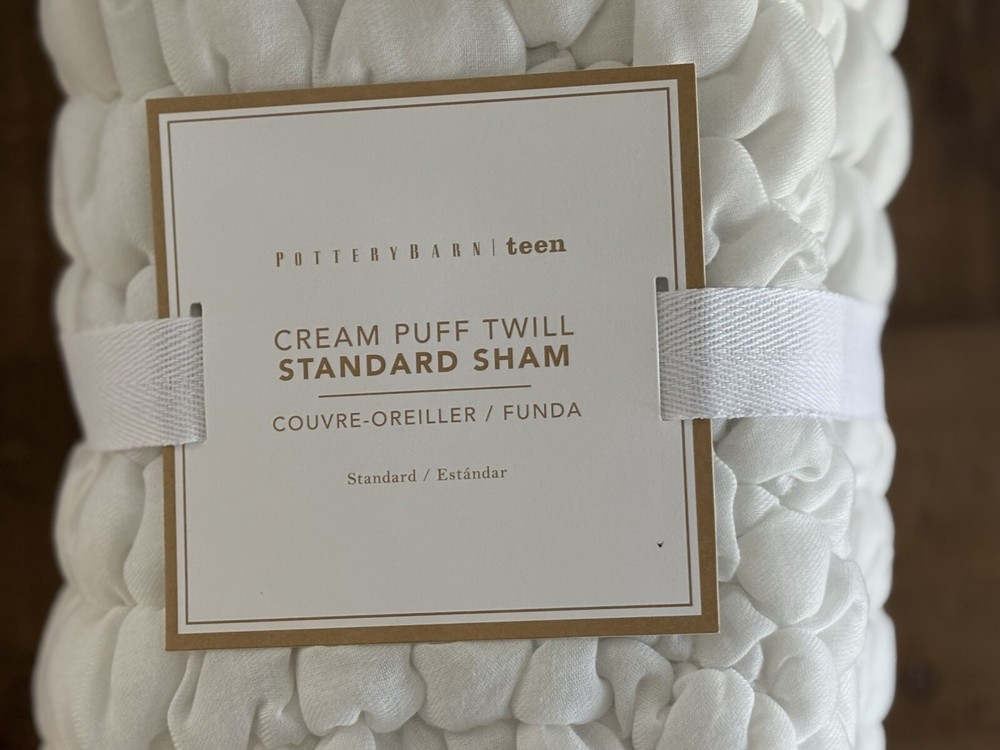 POTTERYBARN | teen
CREAM PUFF TWILL
STANDARD SHAM
COUVRE-OREILLER / FUNDA
Standard / Estándar